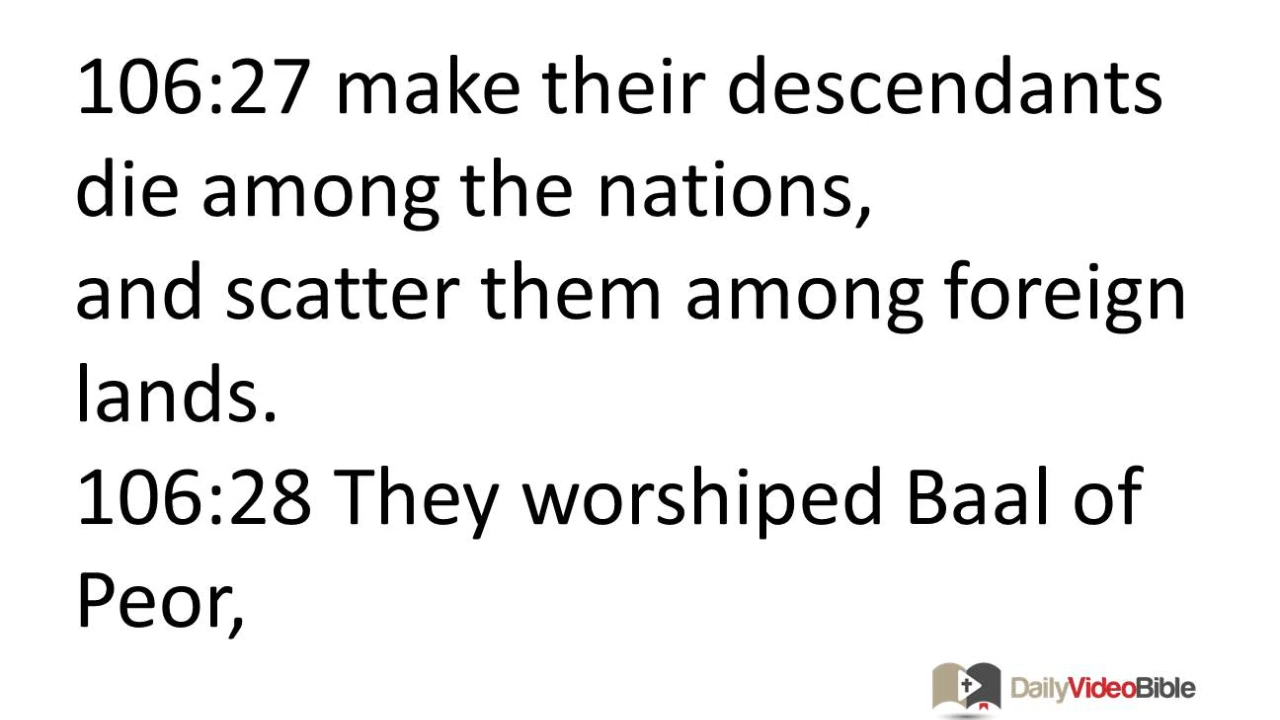 106:27 make their descendants
die among the nations,
and scatter them among foreign
lands.
106:28 They worshiped Baal of
Peor,
DailyVideoBible